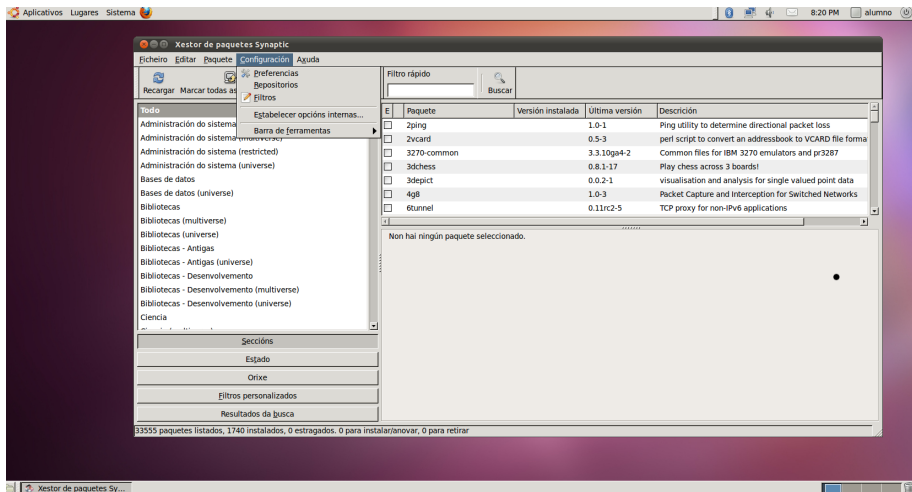 Aplicativos Lugares Sistema
8:20 PM alumno
Xestor de paquetes Synaptic
Ficheiro Editar Paquete Configuración Axuda
Recargar Marcar todas as
Preferencias
Repositorios
Filtros
Establecer opcións internas...
Barra de ferramentas
Filtro rápido
Buscar
Todo
Administración do sistema
Administración do sistema
Administración do sistema (restricted)
Administración do sistema (universe)
Bases de datos
Bases de datos (universe)
Bibliotecas
Bibliotecas (multiverse)
Bibliotecas (universe)
Bibliotecas - Antigas
Bibliotecas - Antigas (universe)
Bibliotecas - Desenvolvemento
Bibliotecas - Desenvolvemento (multiverse)
Bibliotecas - Desenvolvemento (universe)
Ciencia
E Paquete Versión instalada Última versión Descrición
2ping 1.0-1 Ping utility to determine directional packet loss
2vcard 0.5-3 perl script to convert an addressbook to VCARD file forma
3270-common 3.3.10ga4-2 Common files for IBM 3270 emulators and pr3287
3dchess 0.8.1-17 Play chess across 3 boards!
3depict 0.0.2-1 visualisation and analysis for single valued point data
4g8 1.0-3 Packet Capture and Interception for Switched Networks
6tunnel 0.11rc2-5 TCP proxy for non-IPv6 applications
Non hai ningún paquete seleccionado.
Seccións
Estado
Orixe
Filtros personalizados
Resultados da busca
33555 paquetes listados, 1740 instalados, 0 estragados. 0 para instalar/anovar, 0 para retirar
Xestor de paquetes Sy...